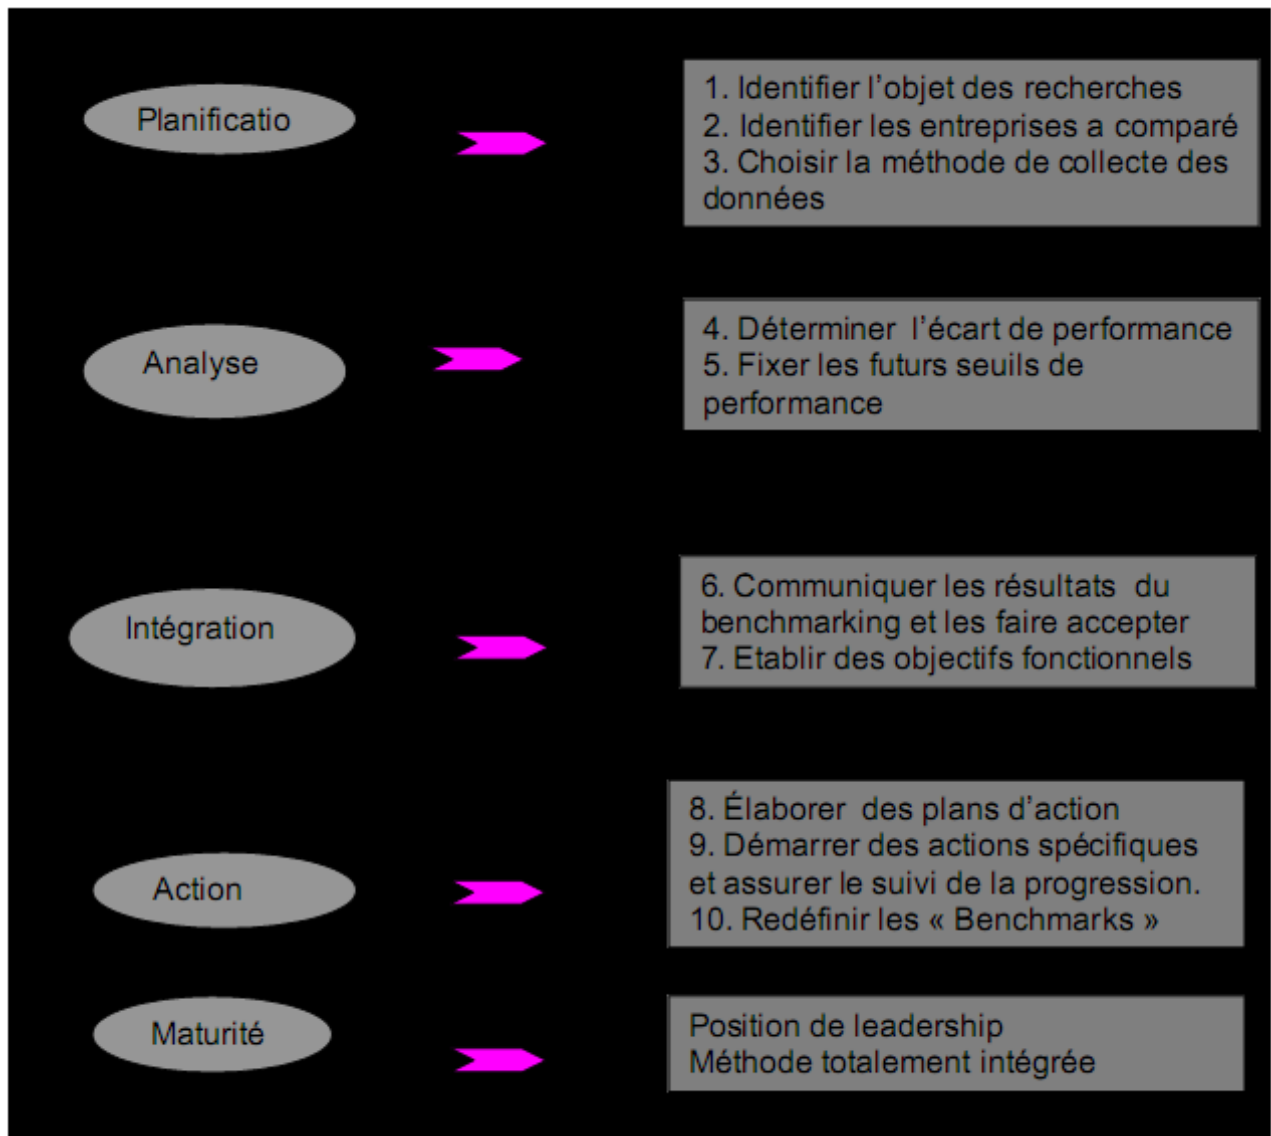 Planificatio
1. Identifier l’objet des recherches
2. Identifier les entreprises a comparé
3. Choisir la méthode de collecte des
données
Analyse
4. Déterminer l’écart de performance
5. Fixer les futurs seuils de
performance
Intégration
6. Communiquer les résultats du
benchmarking et les faire accepter
7. Etablir des objectifs fonctionnels
Action
8. Élaborer des plans d’action
9. Démarrer des actions spécifiques
et assurer le suivi de la progression.
10. Redéfinir les « Benchmarks »
Maturité
Position de leadership
Méthode totalement intégrée